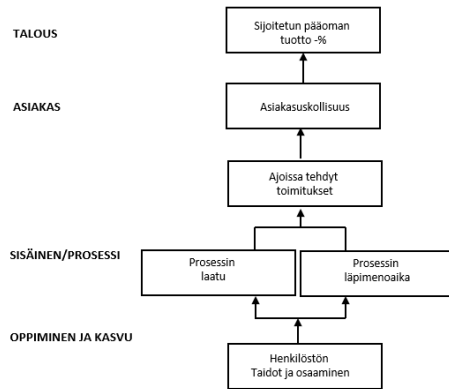 TALOUS
Sijoitetun pääoman
tuotto -%
ASIAKAS
Asiakasuskollisuus
Ajoissa tehdyt
toimitukset
SISÄINEN/PROSESSI
Prosessin
laatu
Prosessin
läpimenoaika
OPPIMINEN JA KASVU
Henkilöstön
Taidot ja osaaminen